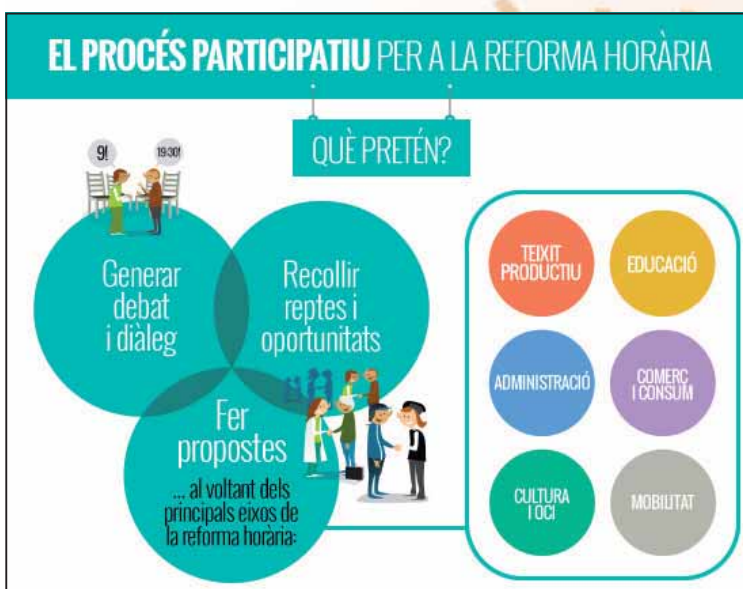 EL PROCÉS PARTICIPATIU PER A LA REFORMA HORÀRIA
QUÈ PRETÉN?
9!
19:30!
Generar
debat
i diàleg
Recollir
reptes i
oportunitats
Fer
propostes
... al voltant dels
principals eixos de
la reforma horària:
TEIXIT
PRODUCTIU
EDUCACIÓ
ADMINISTRACIÓ
COMERÇ
I CONSUM
CULTURA
I OCI
MOBILITAT